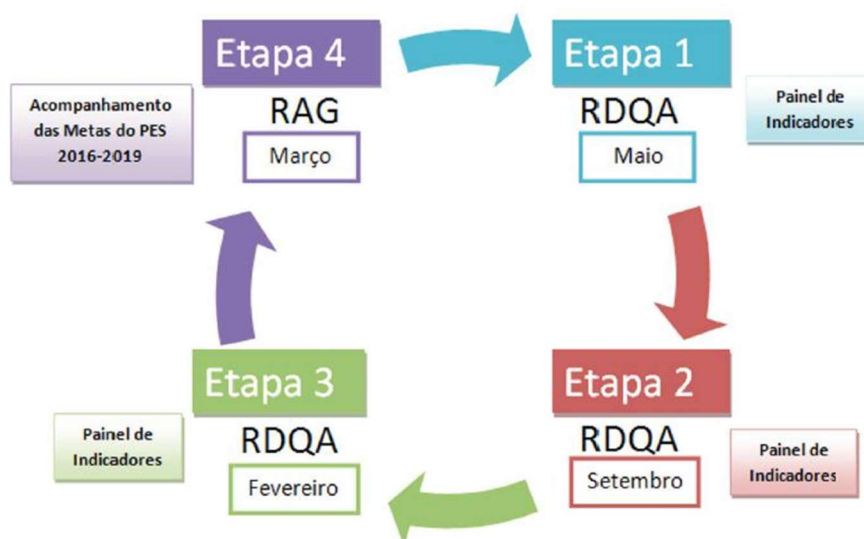 Etapa 4
RAG
Março
Acompanhamento
das Metas do PES
2016-2019
Etapa 1
RDQA
Maio
Painel de
Indicadores
Etapa 2
RDQA
Setembro
Painel de
Indicadores
Etapa 3
RDQA
Fevereiro
Painel de
Indicadores